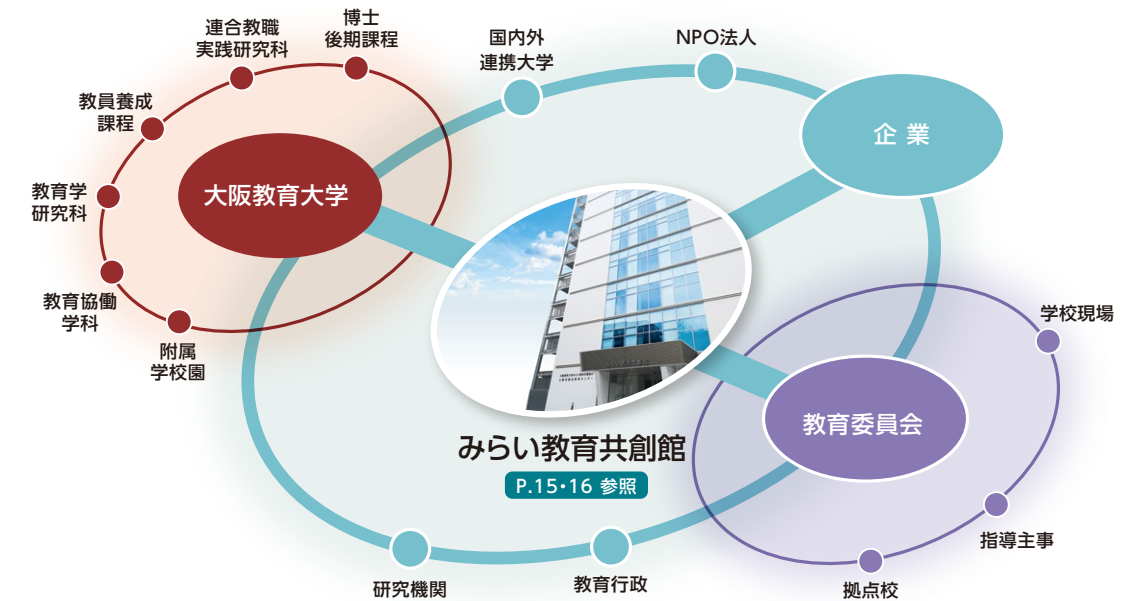 連合教職
実践研究科
博士
後期課程
教員養成
課程
教育学
研究科
教育協働
学科
附属
学校園
大阪教育大学
国内外
連携大学
NPO法人
企業
みらい教育共創館
P.15・16 参照
教育委員会
学校現場
指導主事
拠点校
研究機関
教育行政